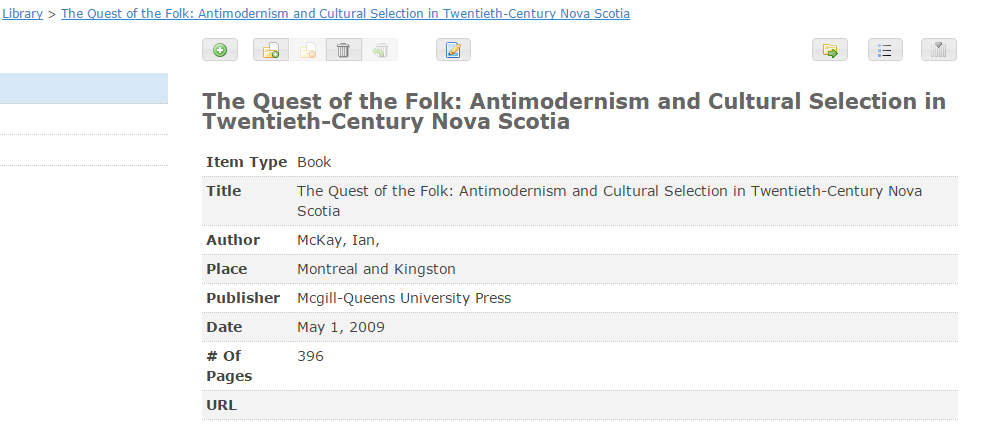 Library > The Quest of the Folk: Antimodernism and Cultural Selection in Twentieth-Century Nova Scotia
The Quest of the Folk: Antimodernism and Cultural Selection in
Twentieth-Century Nova Scotia
Item Type Book
Title The Quest of the Folk: Antimodernism and Cultural Selection in Twentieth-Century Nova
Scotia
Author McKay, Ian,
Place Montreal and Kingston
Publisher Mcgill-Queens University Press
Date May 1, 2009
# Of 396
Pages
URL